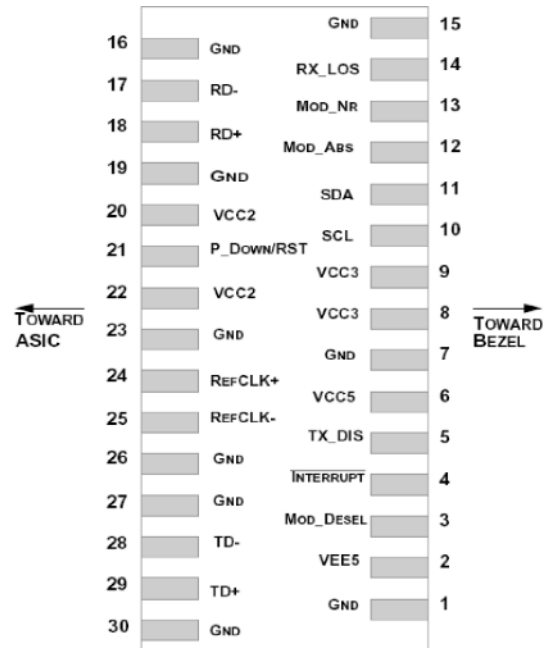 GND 15
16 GND
RX_LOS 14
17 RD-
MOD_NR 13
18 RD+
MOD_ABS 12
19 GND
SDA 11
20 VCC2
SCL 10
21 P_DOWN/RST
VCC3 9
22 VCC2
VCC3 8
TOWARD
ASIC
TOWARD
BEZEL
23 GND
GND 7
24 REFCLK+
VCC5 6
25 REFCLK-
TX_DIS 5
26 GND
INTERRUPT 4
27 GND
MOD_DESEL 3
28 TD-
VEE5 2
29 TD+
GND 1
30 GND